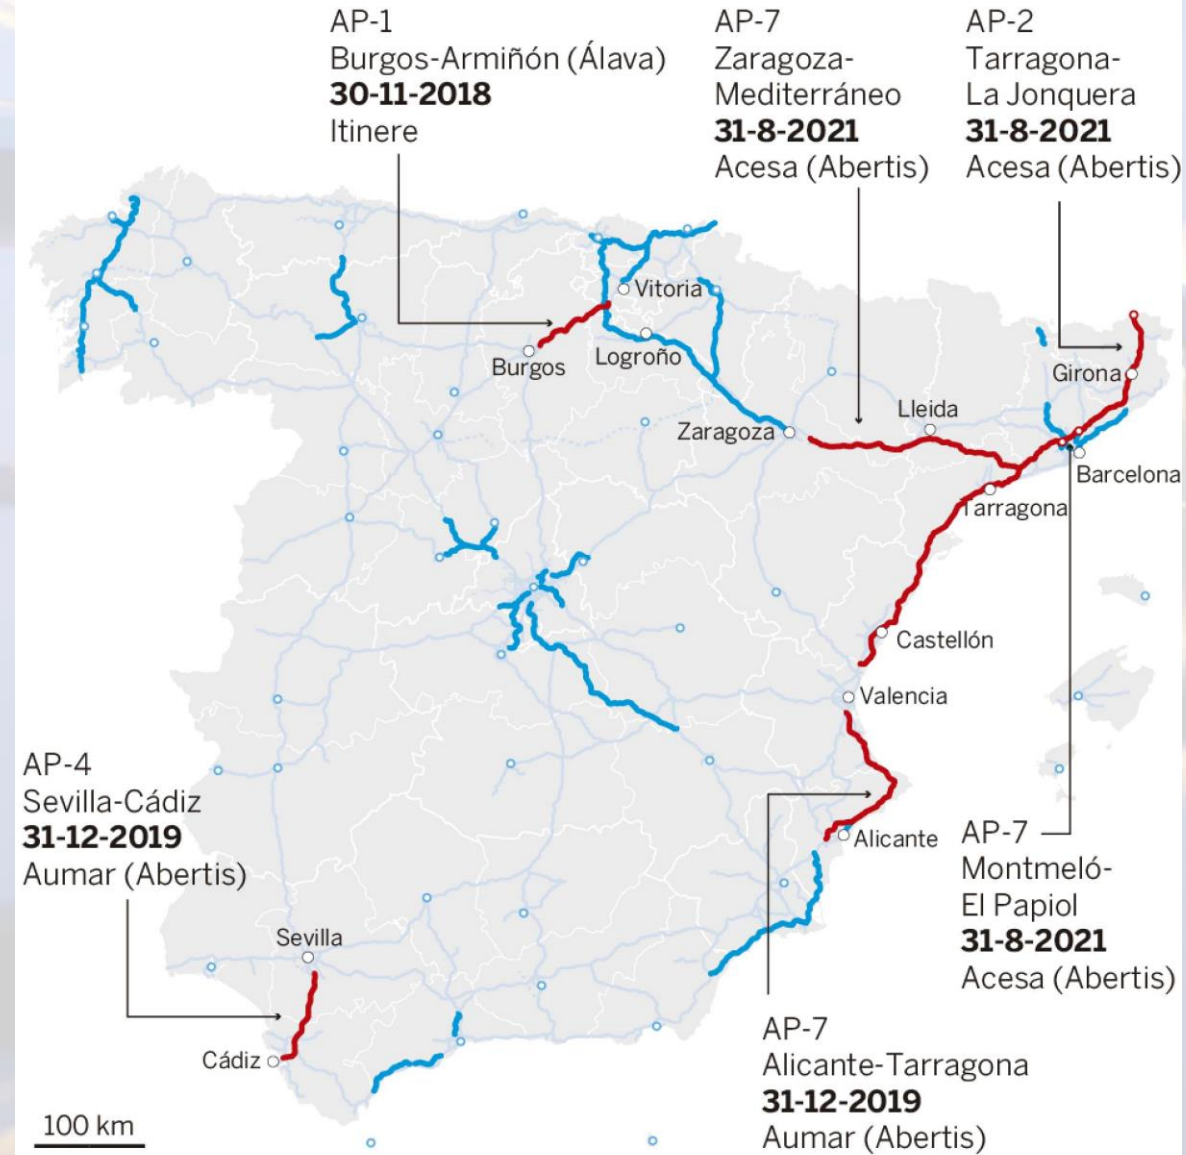 AP-1
Burgos-Armiñón (Álava)
30-11-2018
Itinere
AP-7
Zaragoza-
Mediterráneo
31-8-2021
Acesa (Abertis)
AP-2
Tarragona-
La Jonquera
31-8-2021
Acesa (Abertis)
Vitoria
Logroño
Burgos
Girona
Lleida
Zaragoza
Barcelona
Tarragona
Castellón
Valencia
AP-4
Sevilla-Cádiz
31-12-2019
Aumar (Abertis)
Alicante
AP-7
Montmeló-
El Papiol
31-8-2021
Acesa (Abertis)
Sevilla
Cádiz
AP-7
Alicante-Tarragona
31-12-2019
Aumar (Abertis)
100 km